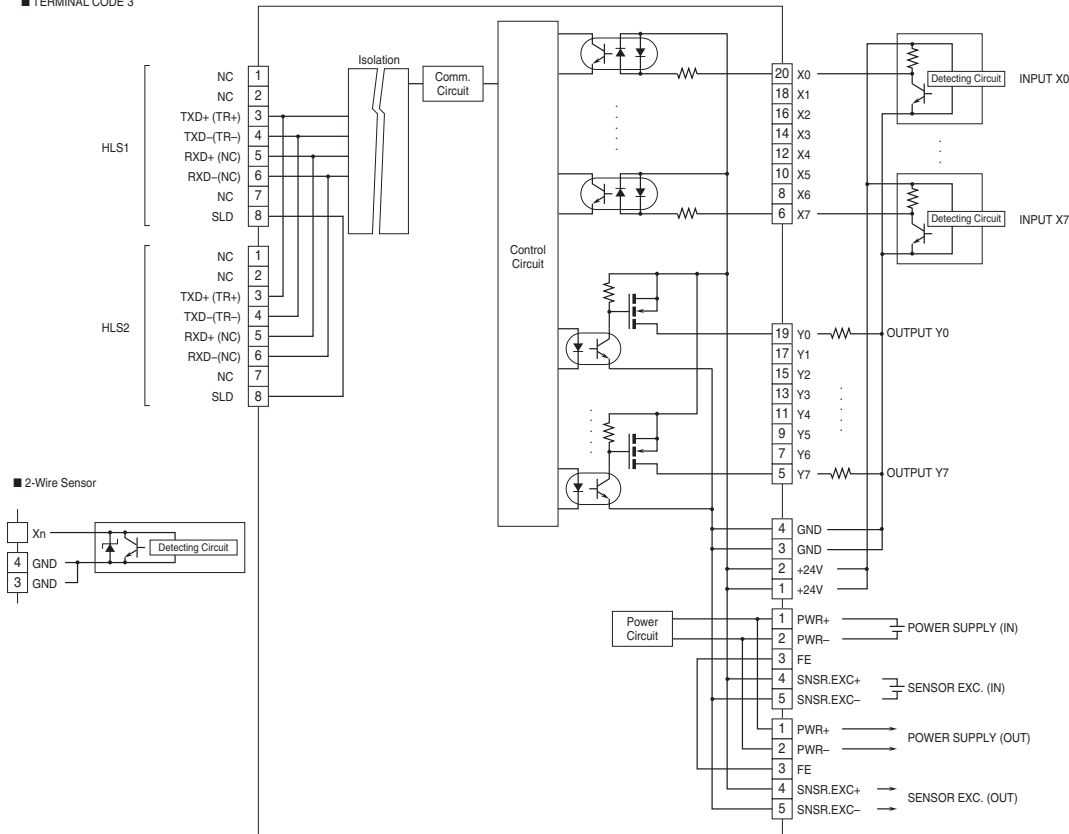 ■ TERMINAL CODE 3
HLS1
NC 1
NC 2
TXD+ (TR+) 3
TXD–(TR–) 4
RXD+ (NC) 5
RXD–(NC) 6
NC 7
SLD 8
HLS2
NC 1
NC 2
TXD+ (TR+) 3
TXD–(TR–) 4
RXD+ (NC) 5
RXD–(NC) 6
NC 7
SLD 8
Isolation
Comm.
Circuit
Control
Circuit
20 X0
18 X1
16 X2
14 X3
12 X4
10 X5
8 X6
6 X7
Detecting Circuit
INPUT X0
Detecting Circuit
INPUT X7
19 Y0
17 Y1
15 Y2
13 Y3
11 Y4
9 Y5
7 Y6
5 Y7
OUTPUT Y0
OUTPUT Y7
4 GND
3 GND
2 +24V
1 +24V
Power
Circuit
1 PWR+
2 PWR–
3 FE
4 SNSR.EXC+
5 SNSR.EXC–
POWER SUPPLY (IN)
SENSOR EXC. (IN)
1 PWR+
2 PWR–
3 FE
4 SNSR.EXC+
5 SNSR.EXC–
POWER SUPPLY (OUT)
SENSOR EXC. (OUT)
■ 2-Wire Sensor
Xn
4 GND
3 GND
Detecting Circuit